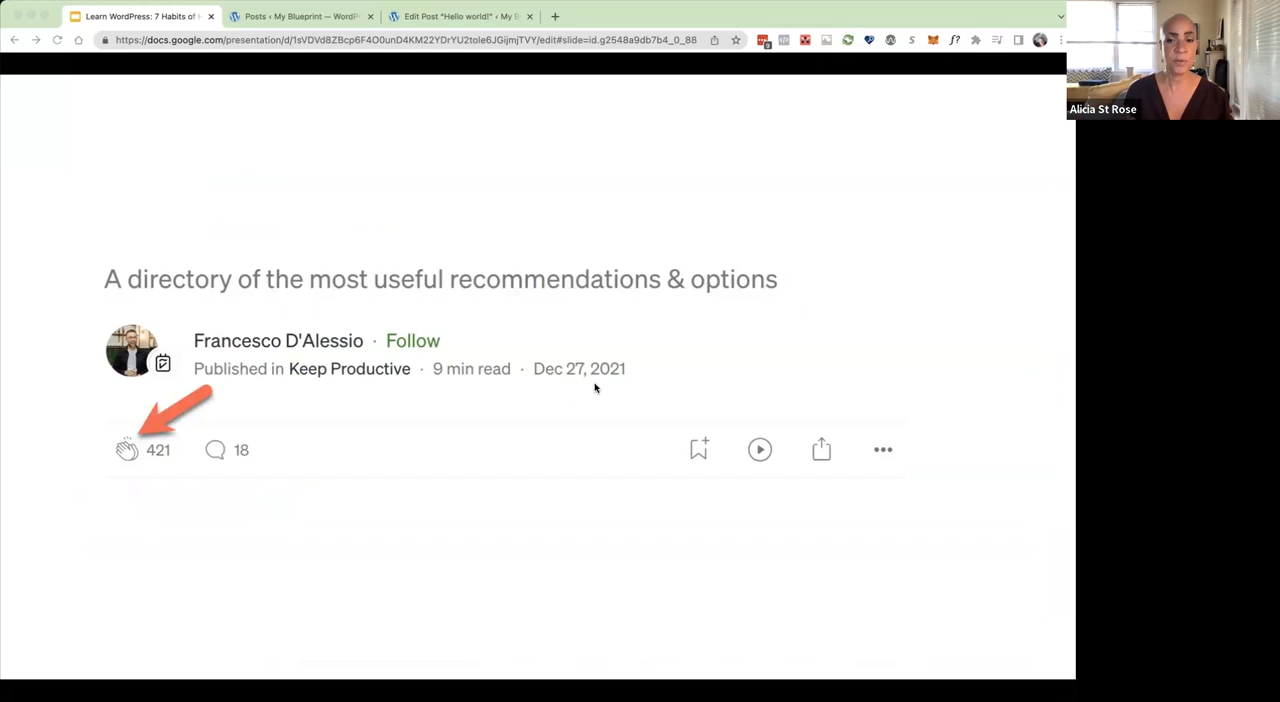 Learn WordPress: 7 Habits of
Posts ‹ My Blueprint — WordP
Edit Post "Hello world!" ‹ My B
https://docs.google.com/presentation/d/1sVDVd8ZBcp6F4O0unD4KM22YDrYU2tole6JGijmjTVY/edit#slide=id.g2548a9db7b4_0_88
Alicia St Rose
A directory of the most useful recommendations & options
Francesco D'Alessio · Follow
Published in Keep Productive · 9 min read · Dec 27, 2021
421
18